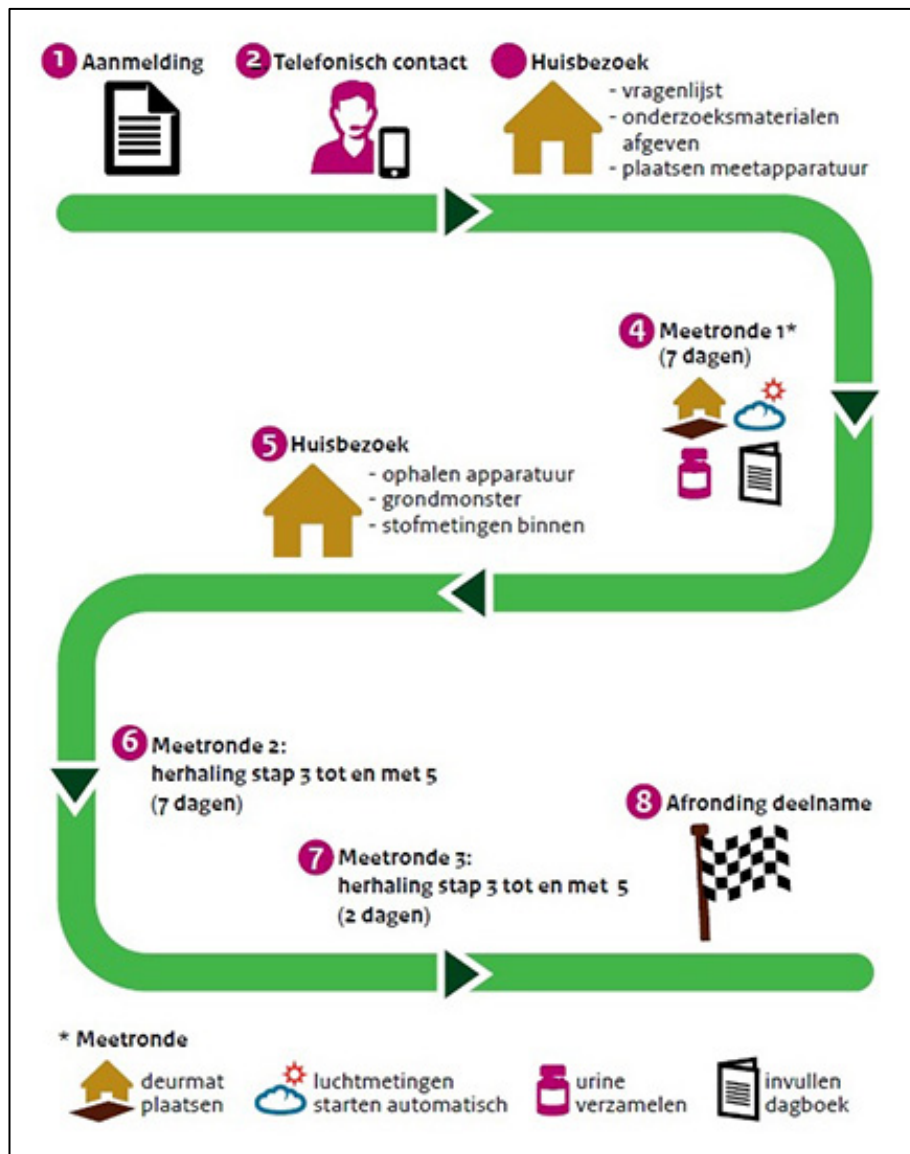 1 Aanmelding
2 Telefonisch contact
Huisbezoek
- vragenlijst
- onderzoeksmaterialen
afgeven
- plaatsen meetapparatuur
4 Meetronde 1*
(7 dagen)
5 Huisbezoek
- ophalen apparatuur
- grondmonster
- stofmetingen binnen
6 Meetronde 2:
herhaling stap 3 tot en met 5
(7 dagen)
7 Meetronde 3:
herhaling stap 3 tot en met 5
(2 dagen)
8 Afronding deelname
* Meetronde
deurmat
plaatsen
luchtmetingen
starten automatisch
urine
verzamelen
invullen
dagboek